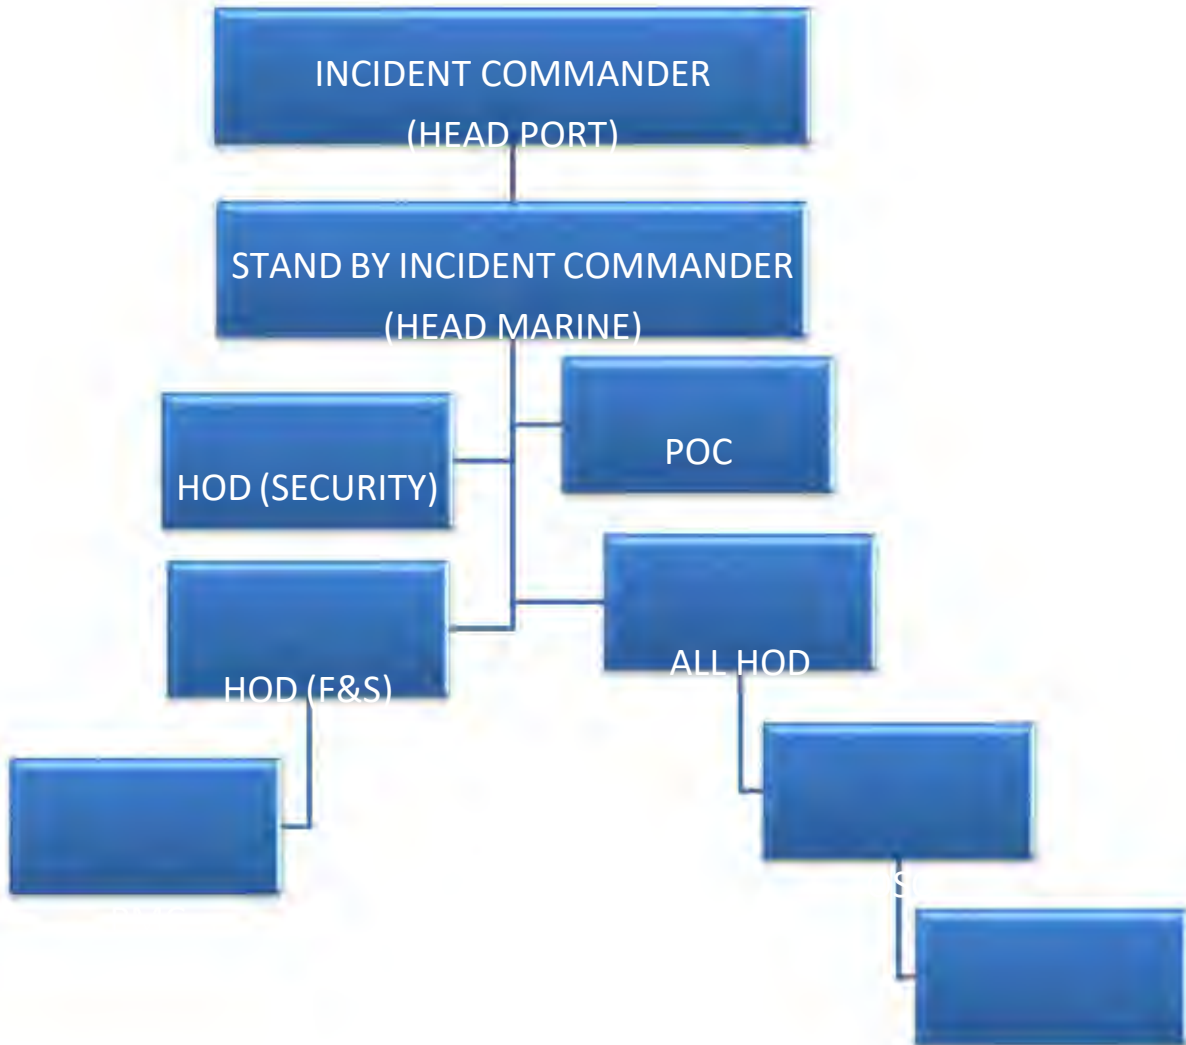 INCIDENT COMMANDER
(HEAD PORT)
STAND BY INCIDENT COMMANDER
(HEAD MARINE)
POC
HOD (SECURITY)
ALL HOD
HOD (F&S)
S